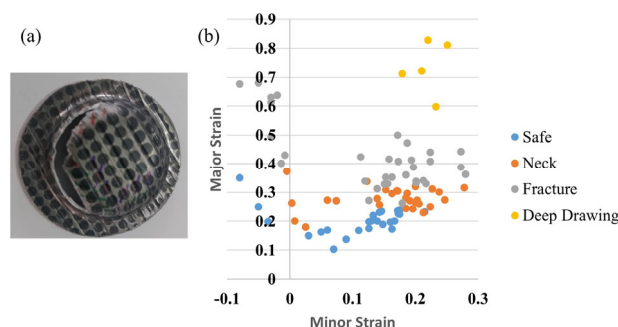 (a)
(b)
Major Strain
0.9
0.8
0.7
0.6
0.5
0.4
0.3
0.2
0.1
0
-0.1 0 0.1 0.2 0.3
Minor Strain
Safe
Neck
Fracture
Deep Drawing